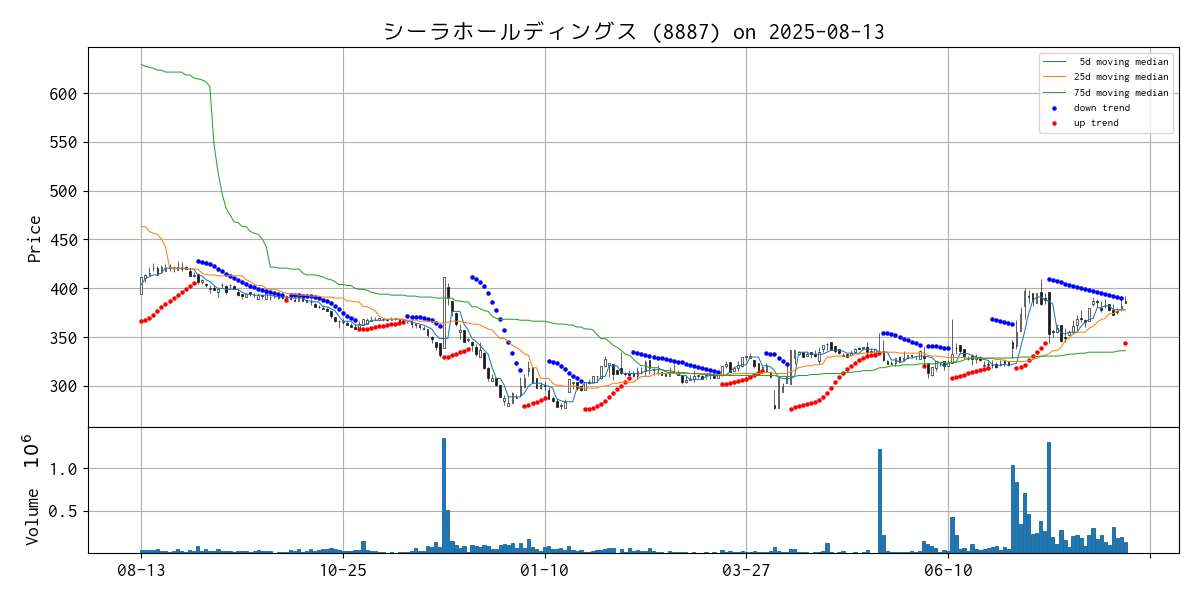 シーラホールディングス (8887) on 2025-08-13
5d moving median
25d moving median
75d moving median
down trend
up trend
600
550
500
450
400
350
300
Price
1.0
0.5
Volume 10^6
08-13
10-25
01-10
03-27
06-10